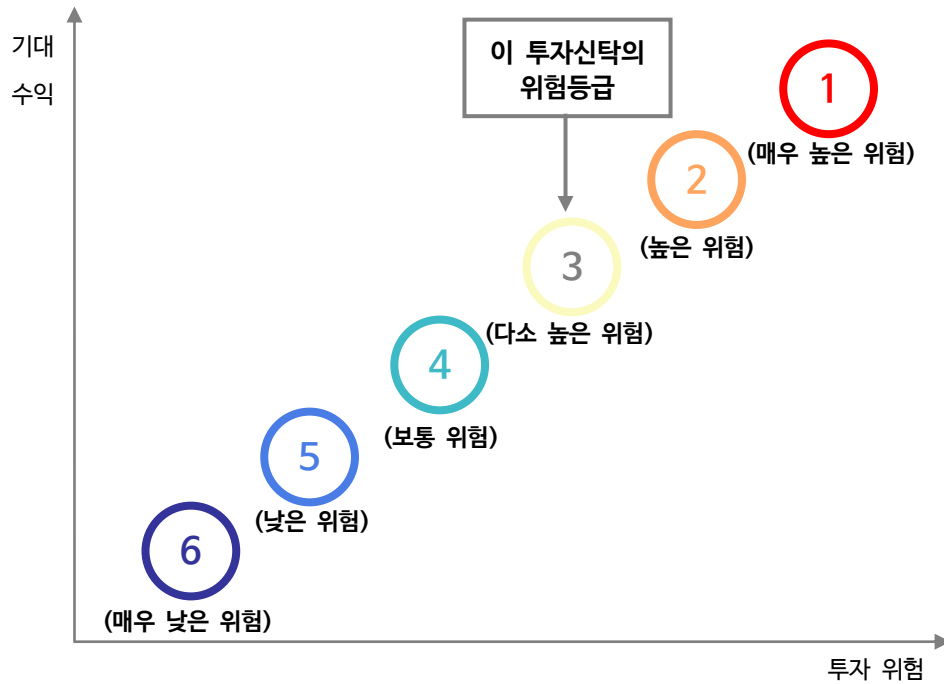 기대
수익
이 투자신탁의
위험등급
1
(매우 높은 위험)
2
(높은 위험)
3
(다소 높은 위험)
4
(보통 위험)
5
(낮은 위험)
6
(매우 낮은 위험)
투자 위험